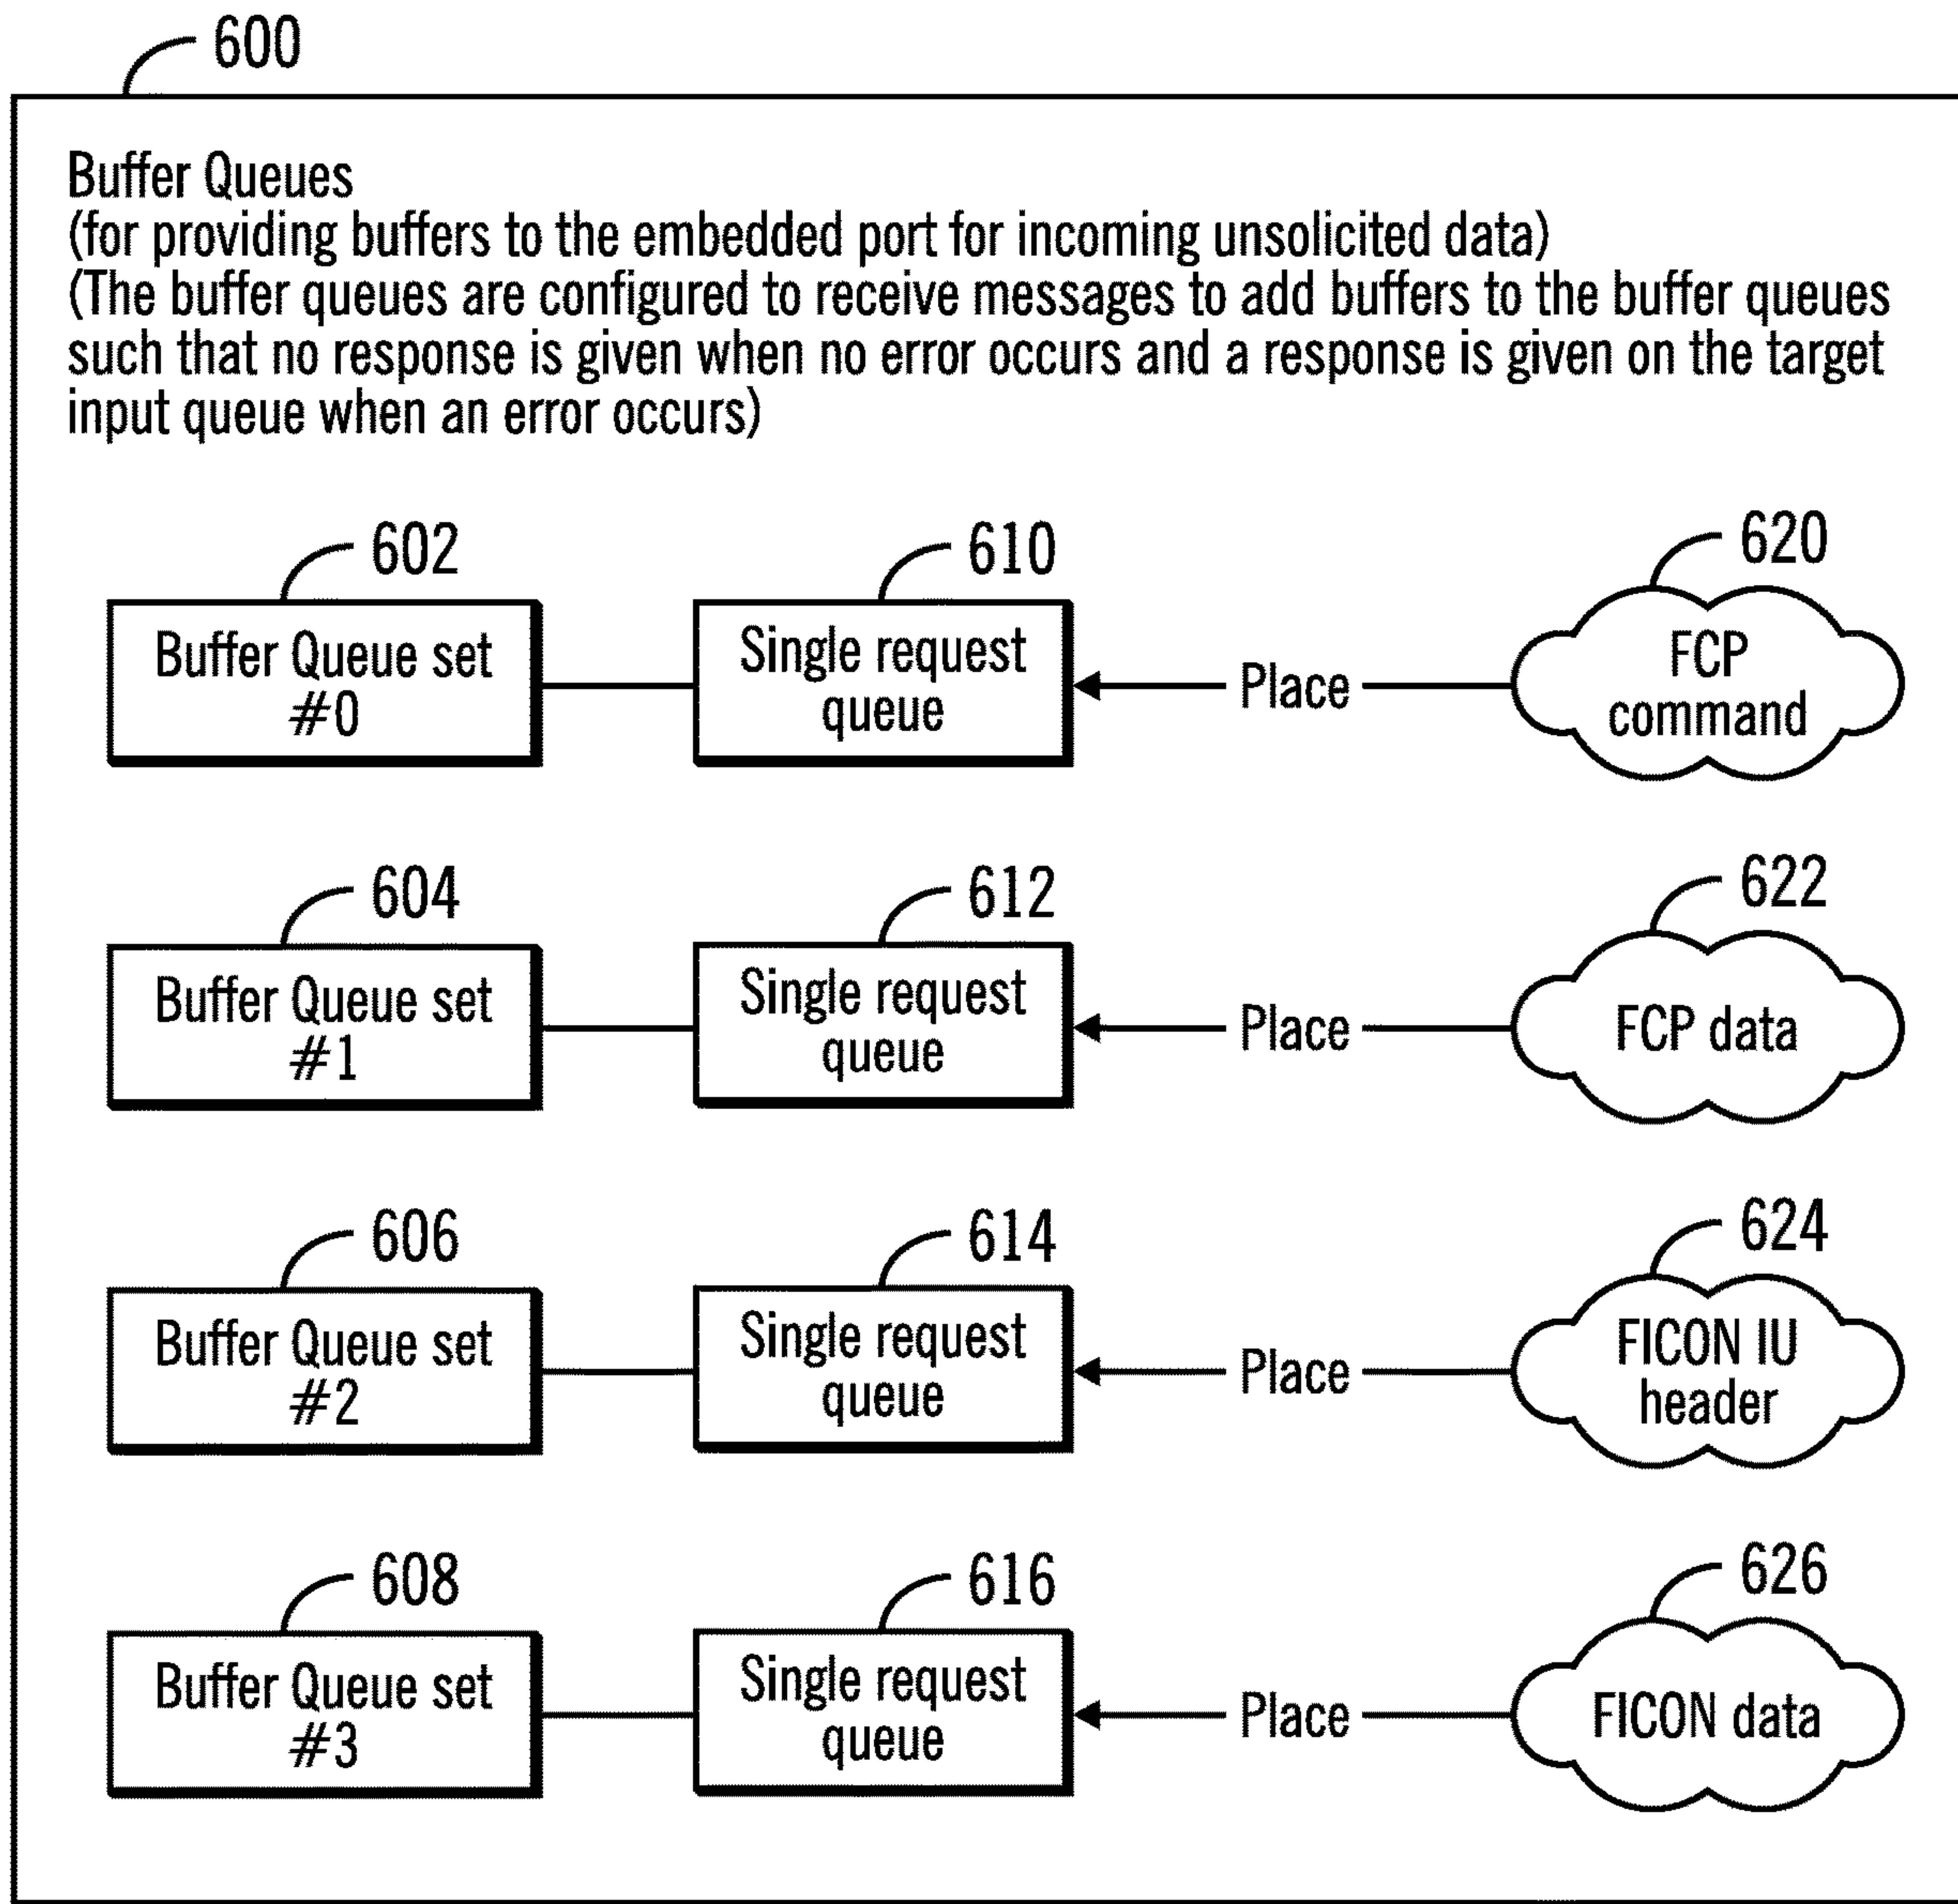 600
Buffer Queues
(for providing buffers to the embedded port for incoming unsolicited data)
(The buffer queues are configured to receive messages to add buffers to the buffer queues
such that no response is given when no error occurs and a response is given on the target
input queue when an error occurs)
602
610
620
Buffer Queue set
#0
Single request
queue
Place
FCP
command
604
612
622
Buffer Queue set
#1
Single request
queue
Place
FCP data
606
614
624
Buffer Queue set
#2
Single request
queue
Place
FICON IU
header
608
616
626
Buffer Queue set
#3
Single request
queue
Place
FICON data